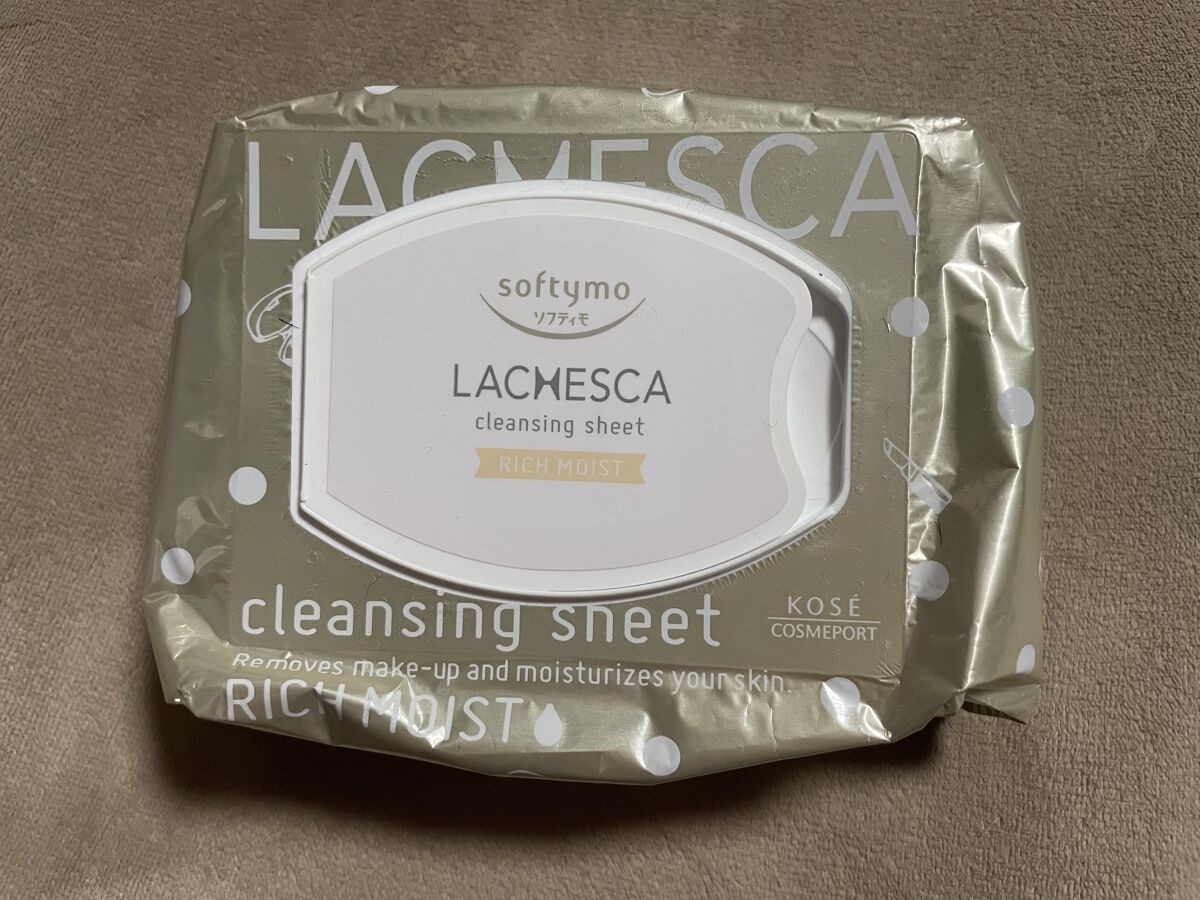 LACMESCA
softymo
ソフティモ
LACHESCA
cleansing sheet
RICH MOIST
cleansing sheet
KOSÉ
COSMEPORT
Removes make-up and moisturizes your skin.
RICH MOIST